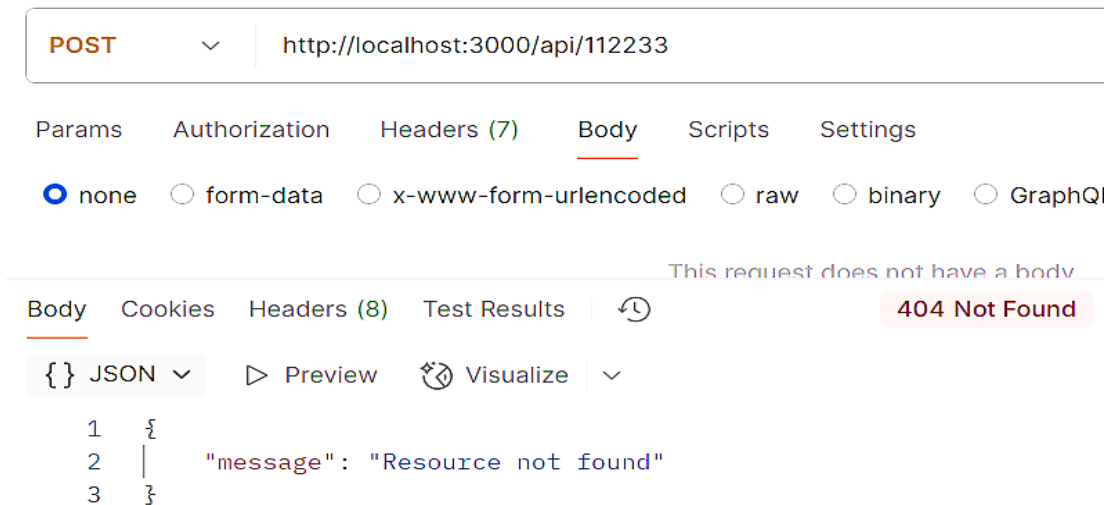 POST http://localhost:3000/api/112233
Params Authorization Headers (7) Body Scripts Settings
none form-data x-www-form-urlencoded raw binary GraphQl
This request does not have a body
Body Cookies Headers (8) Test Results 404 Not Found
{} JSON Preview Visualize
1 {
2 "message": "Resource not found"
3 }